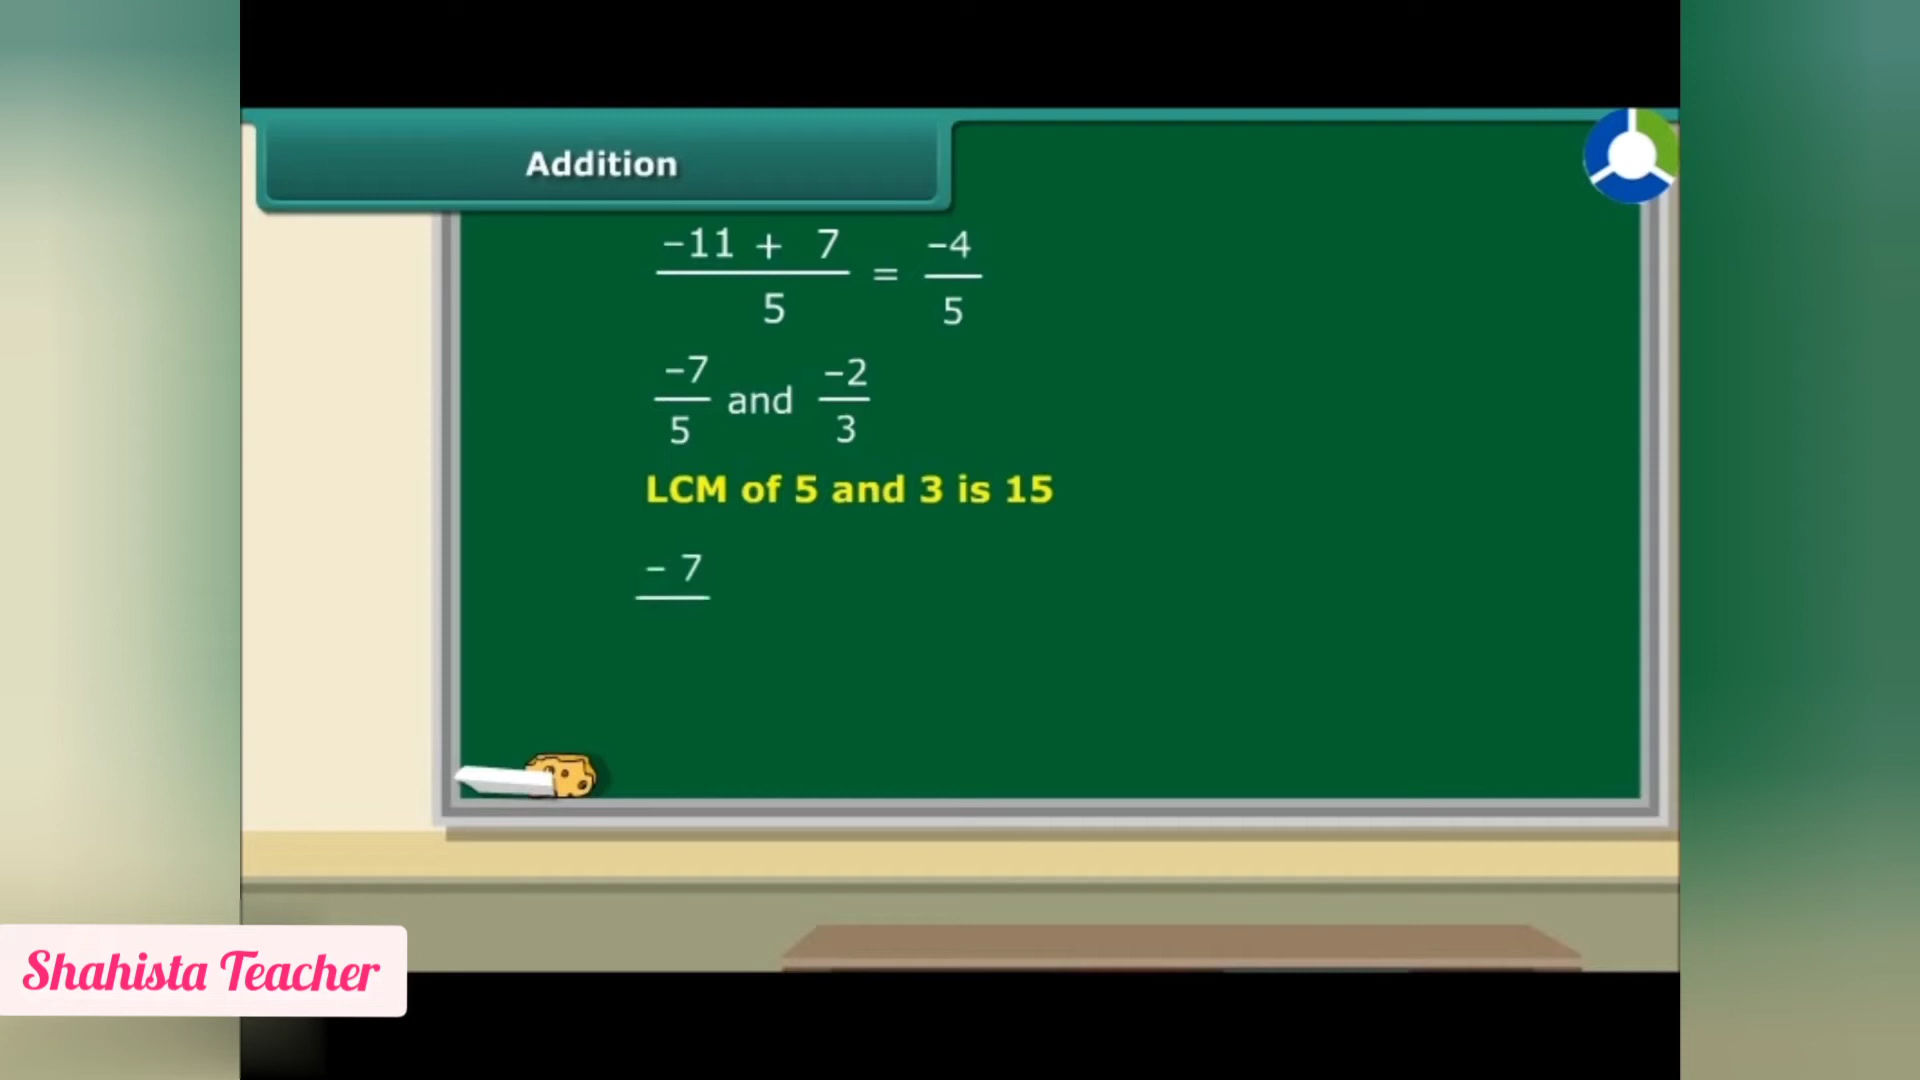 Addition
–11 + 7
5
=
–4
5
–7
5
and
–2
3
LCM of 5 and 3 is 15
– 7
Shahista Teacher